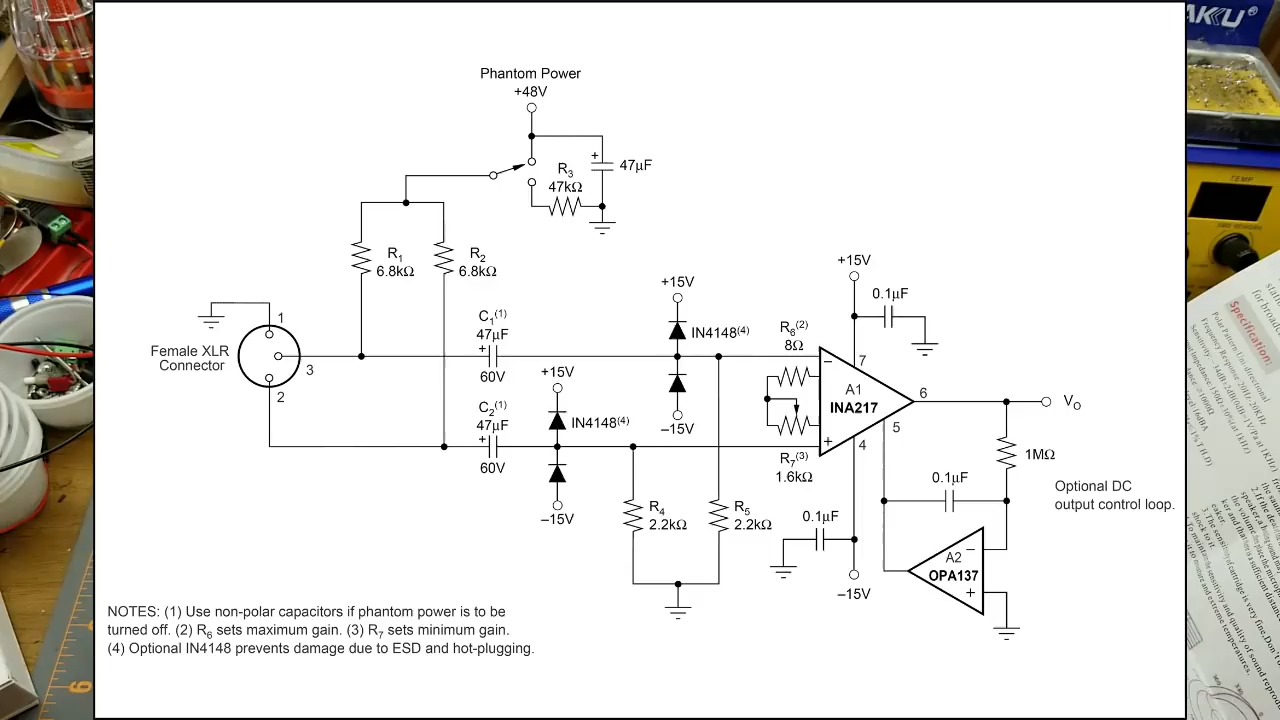 Phantom Power
+48V
+
47µF
R3
47kΩ
R1
6.8kΩ
R2
6.8kΩ
1
Female XLR
Connector
3
2
C1(1)
47µF
+
60V
C2(1)
47µF
+
60V
+15V
IN4148(4)
–15V
+15V
IN4148(4)
–15V
R4
2.2kΩ
R5
2.2kΩ
R6(2)
8Ω
R7(3)
1.6kΩ
+15V
0.1µF
7
–
A1
INA217
+
6
5
4
VO
1MΩ
0.1µF
Optional DC
output control loop.
0.1µF
–15V
–
A2
OPA137
+
NOTES: (1) Use non-polar capacitors if phantom power is to be
turned off. (2) R6 sets maximum gain. (3) R7 sets minimum gain.
(4) Optional IN4148 prevents damage due to ESD and hot-plugging.
TEMP
Specification
6